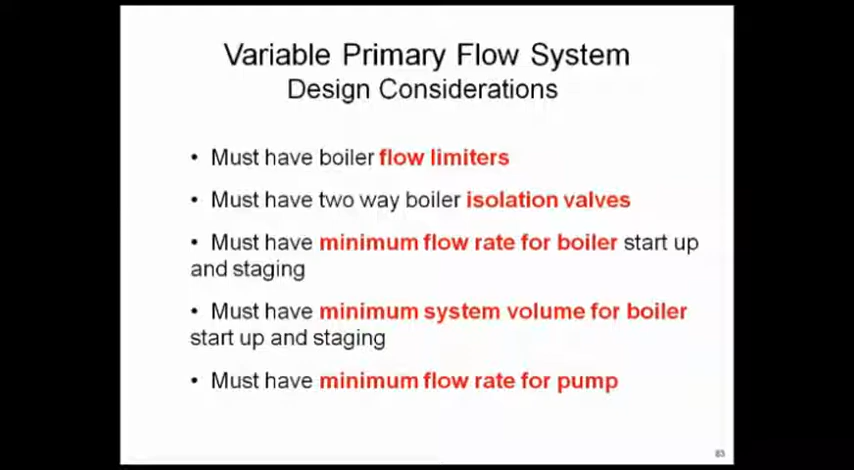 Variable Primary Flow System
Design Considerations
• Must have boiler flow limiters
• Must have two way boiler isolation valves
• Must have minimum flow rate for boiler start up
and staging
• Must have minimum system volume for boiler
start up and staging
• Must have minimum flow rate for pump
83